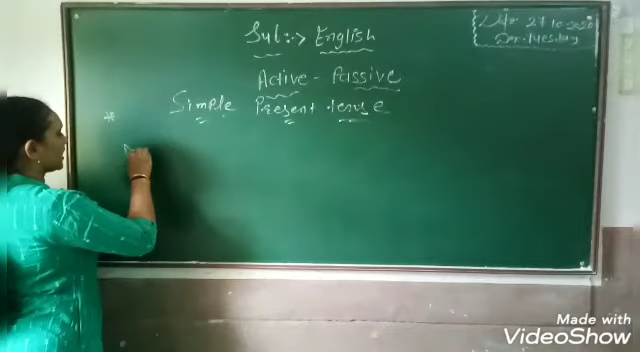 Sub:-> English
Date 27 10.2020
Day-Tuesday
Active - Passive
* Simple Present tense
Made with
VideoShow